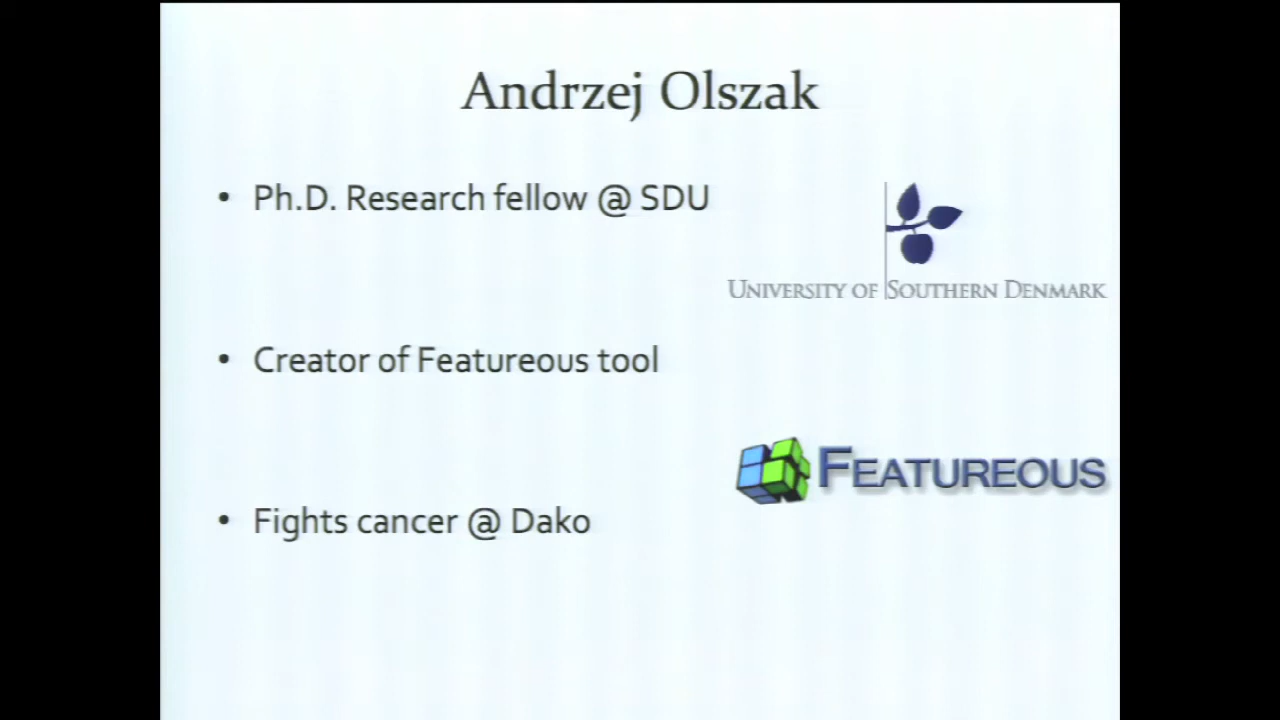 Andrzej Olszak
• Ph.D. Research fellow @ SDU
UNIVERSITY OF SOUTHERN DENMARK
• Creator of Featureous tool
FEATUREOUS
• Fights cancer @ Dako